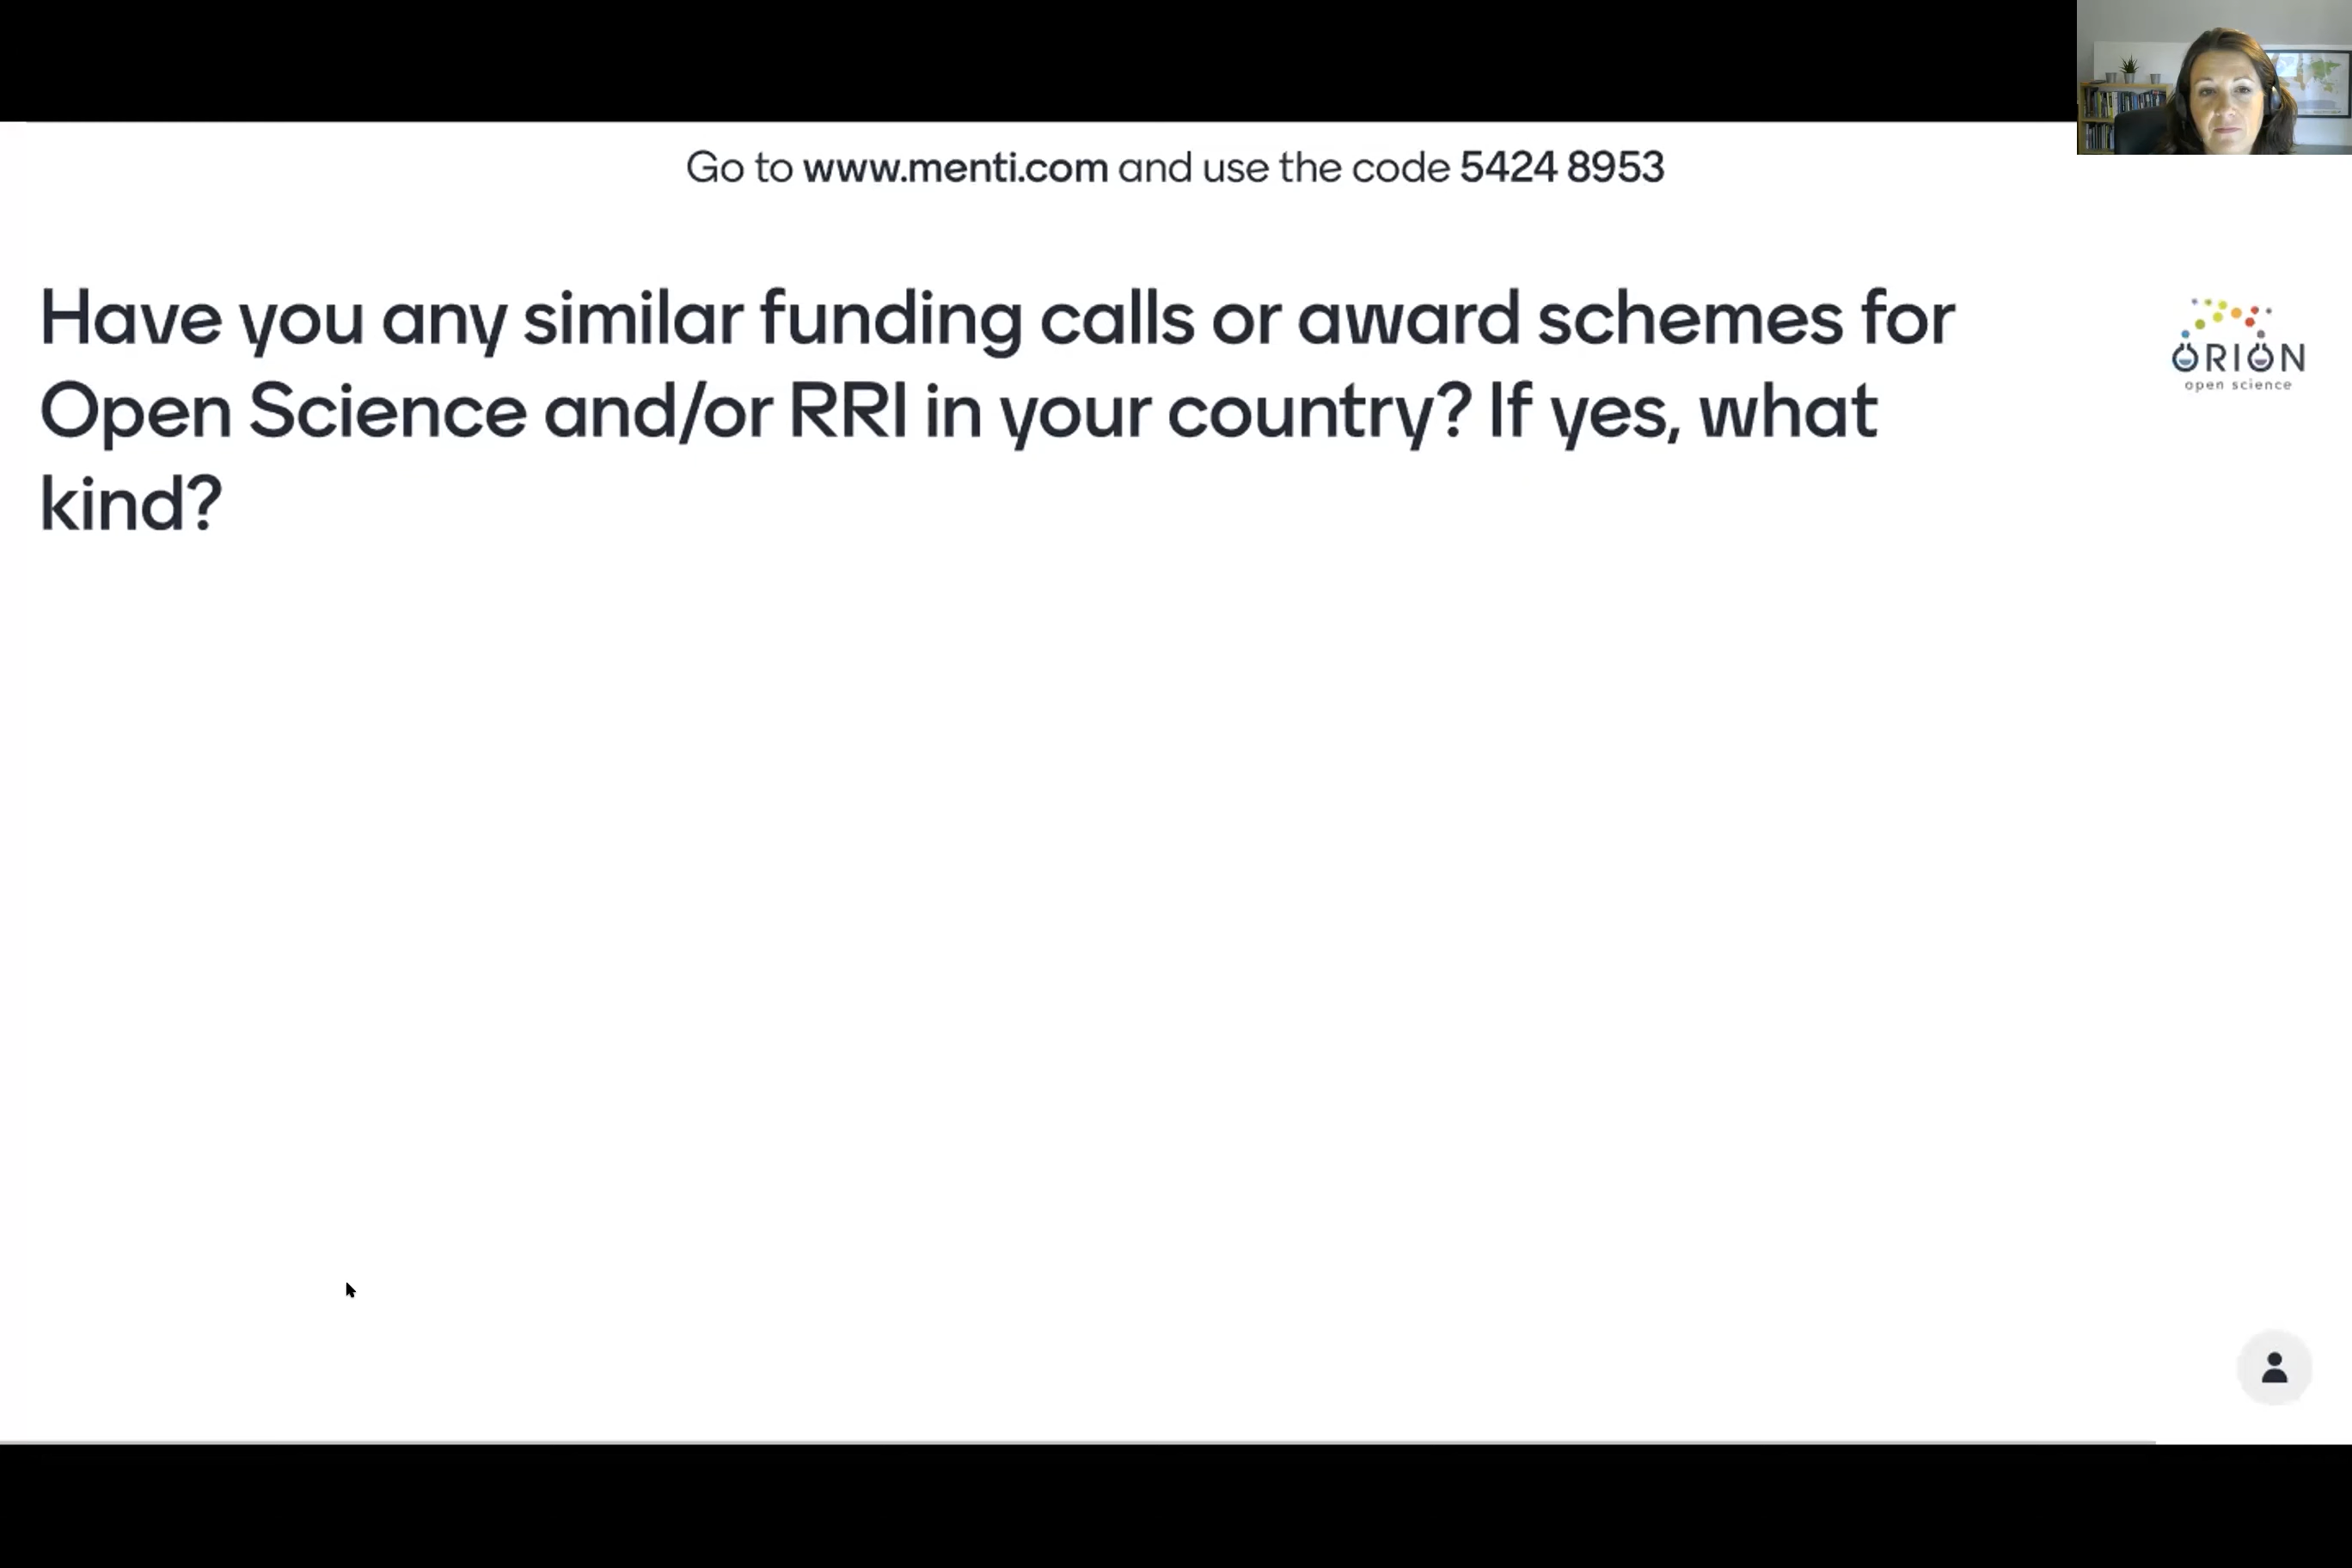 Go to www.menti.com and use the code 5424 8953
Have you any similar funding calls or award schemes for
Open Science and/or RRI in your country? If yes, what
kind?
ORION
open science